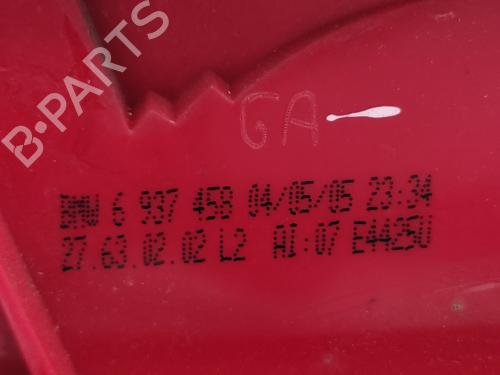 B-PARTS
GA
BMW 6 937 458 04/05/05 23:34
27.63.02.02 L2 AI:07 E4425U